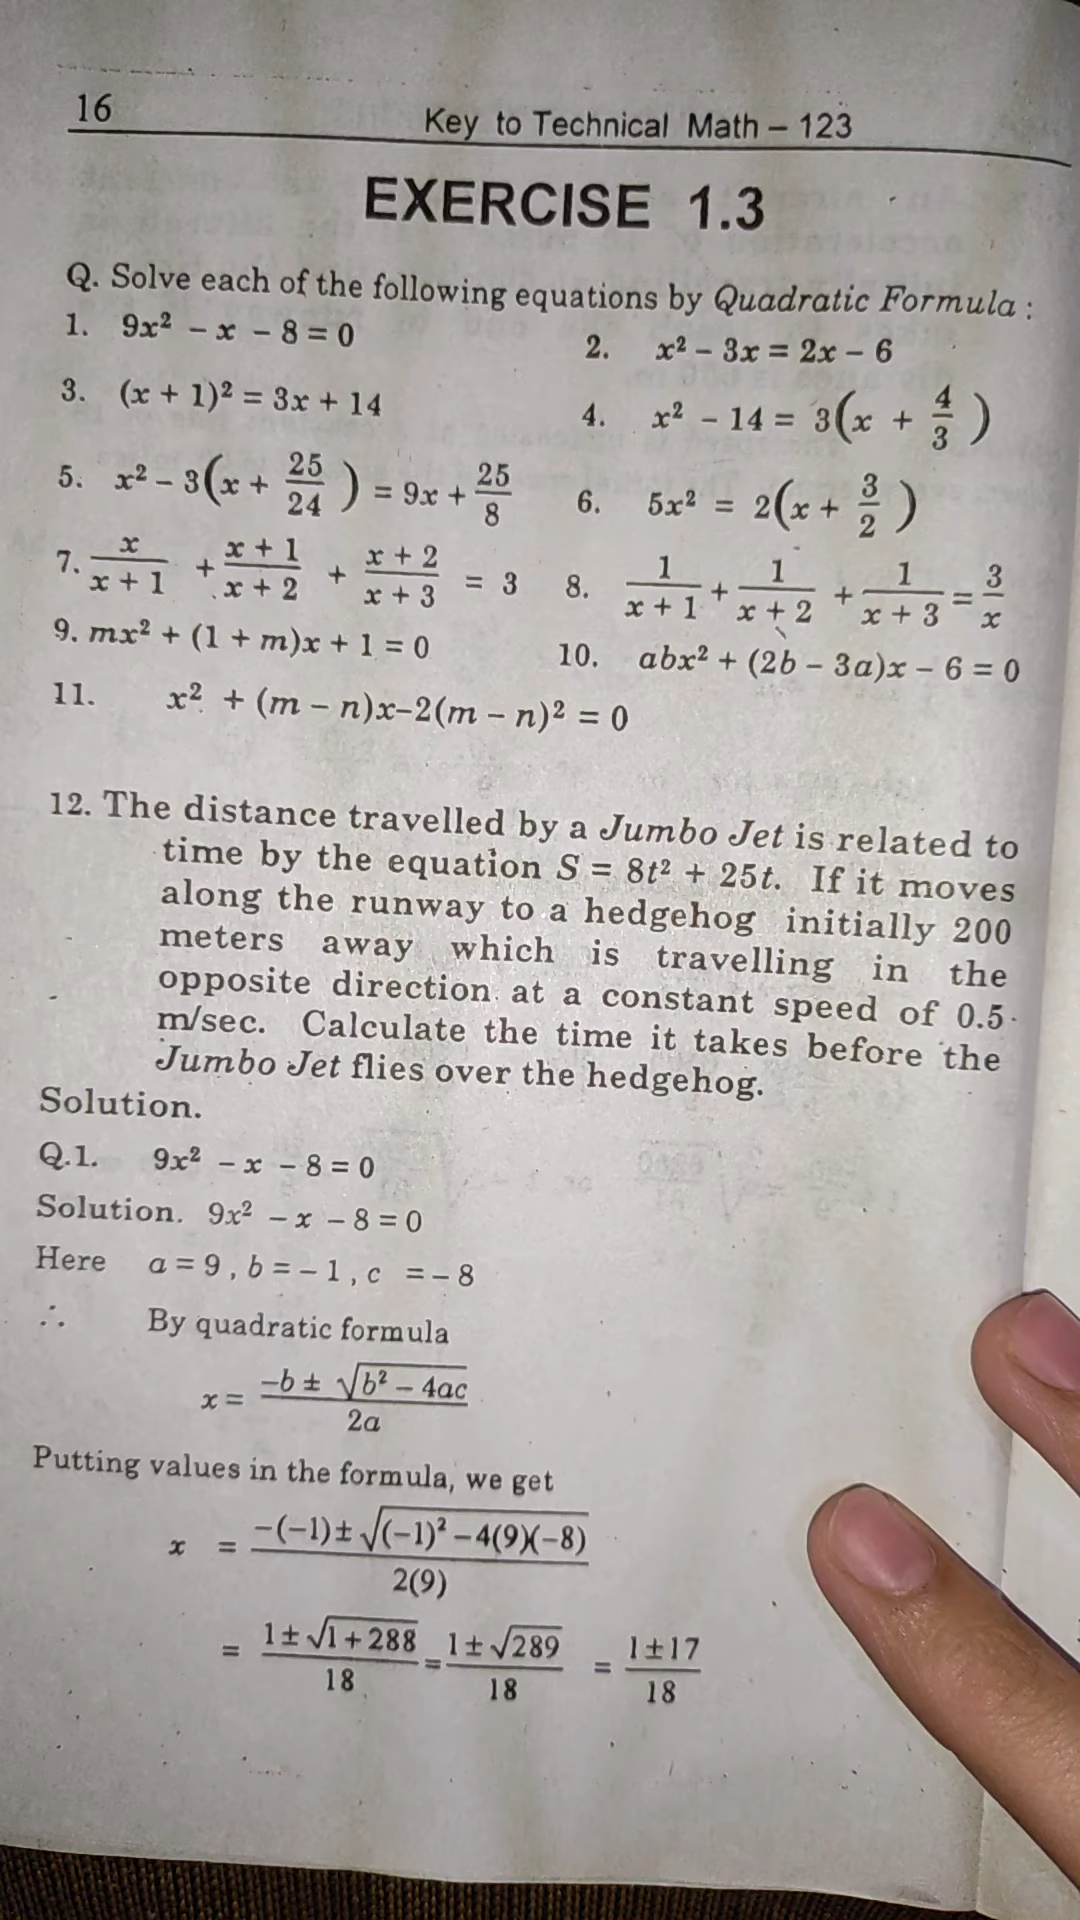 16
Key to Technical Math – 123
EXERCISE 1.3
Q. Solve each of the following equations by Quadratic Formula :
1. 9x² – x – 8 = 0
2. x² – 3x = 2x – 6
3. (x + 1)² = 3x + 14
4. x² – 14 = 3(x + 4/3)
5. x² – 3(x + 25/24) = 9x + 25/8
6. 5x² = 2(x + 3/2)
7. x/(x + 1) + (x + 1)/(x + 2) + (x + 2)/(x + 3) = 3
8. 1/(x + 1) + 1/(x + 2) + 1/(x + 3) = 3/x
9. mx² + (1 + m)x + 1 = 0
10. abx² + (2b – 3a)x – 6 = 0
11. x² + (m – n)x–2(m – n)² = 0
12. The distance travelled by a Jumbo Jet is related to
time by the equation S = 8t² + 25t. If it moves
along the runway to a hedgehog initially 200
meters away which is travelling in the
opposite direction at a constant speed of 0.5
m/sec. Calculate the time it takes before the
Jumbo Jet flies over the hedgehog.
Solution.
Q.1. 9x² – x – 8 = 0
Solution. 9x² – x – 8 = 0
Here a = 9 , b = – 1 , c = – 8
∴ By quadratic formula
x = (–b ± √(b² – 4ac))/2a
Putting values in the formula, we get
x = (–(–1) ± √((–1)² – 4(9)(–8)))/2(9)
= (1 ± √(1 + 288))/18 = (1 ± √289)/18 = (1 ± 17)/18